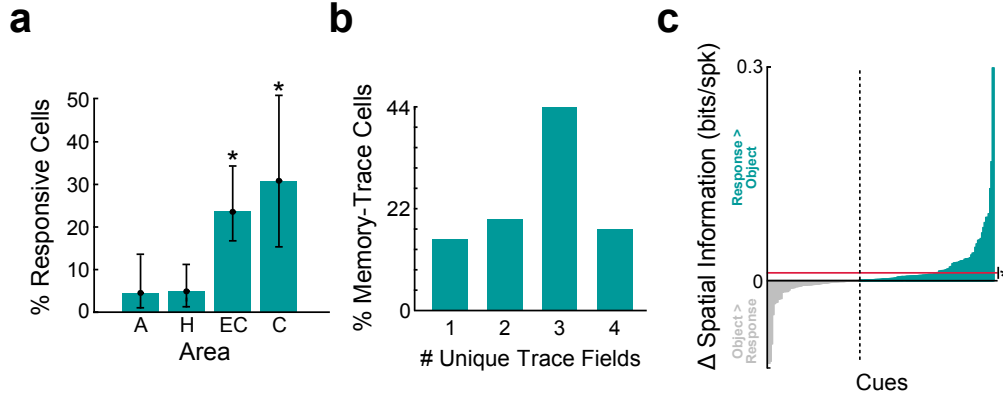 a
b
c
% Responsive Cells
50
40
30
20
10
0
*
*
A H EC C
Area
% Memory-Trace Cells
44
22
0
1 2 3 4
# Unique Trace Fields
Δ Spatial Information (bits/spk)
0.3
0
Response >
Object
Object >
Response
*
Cues